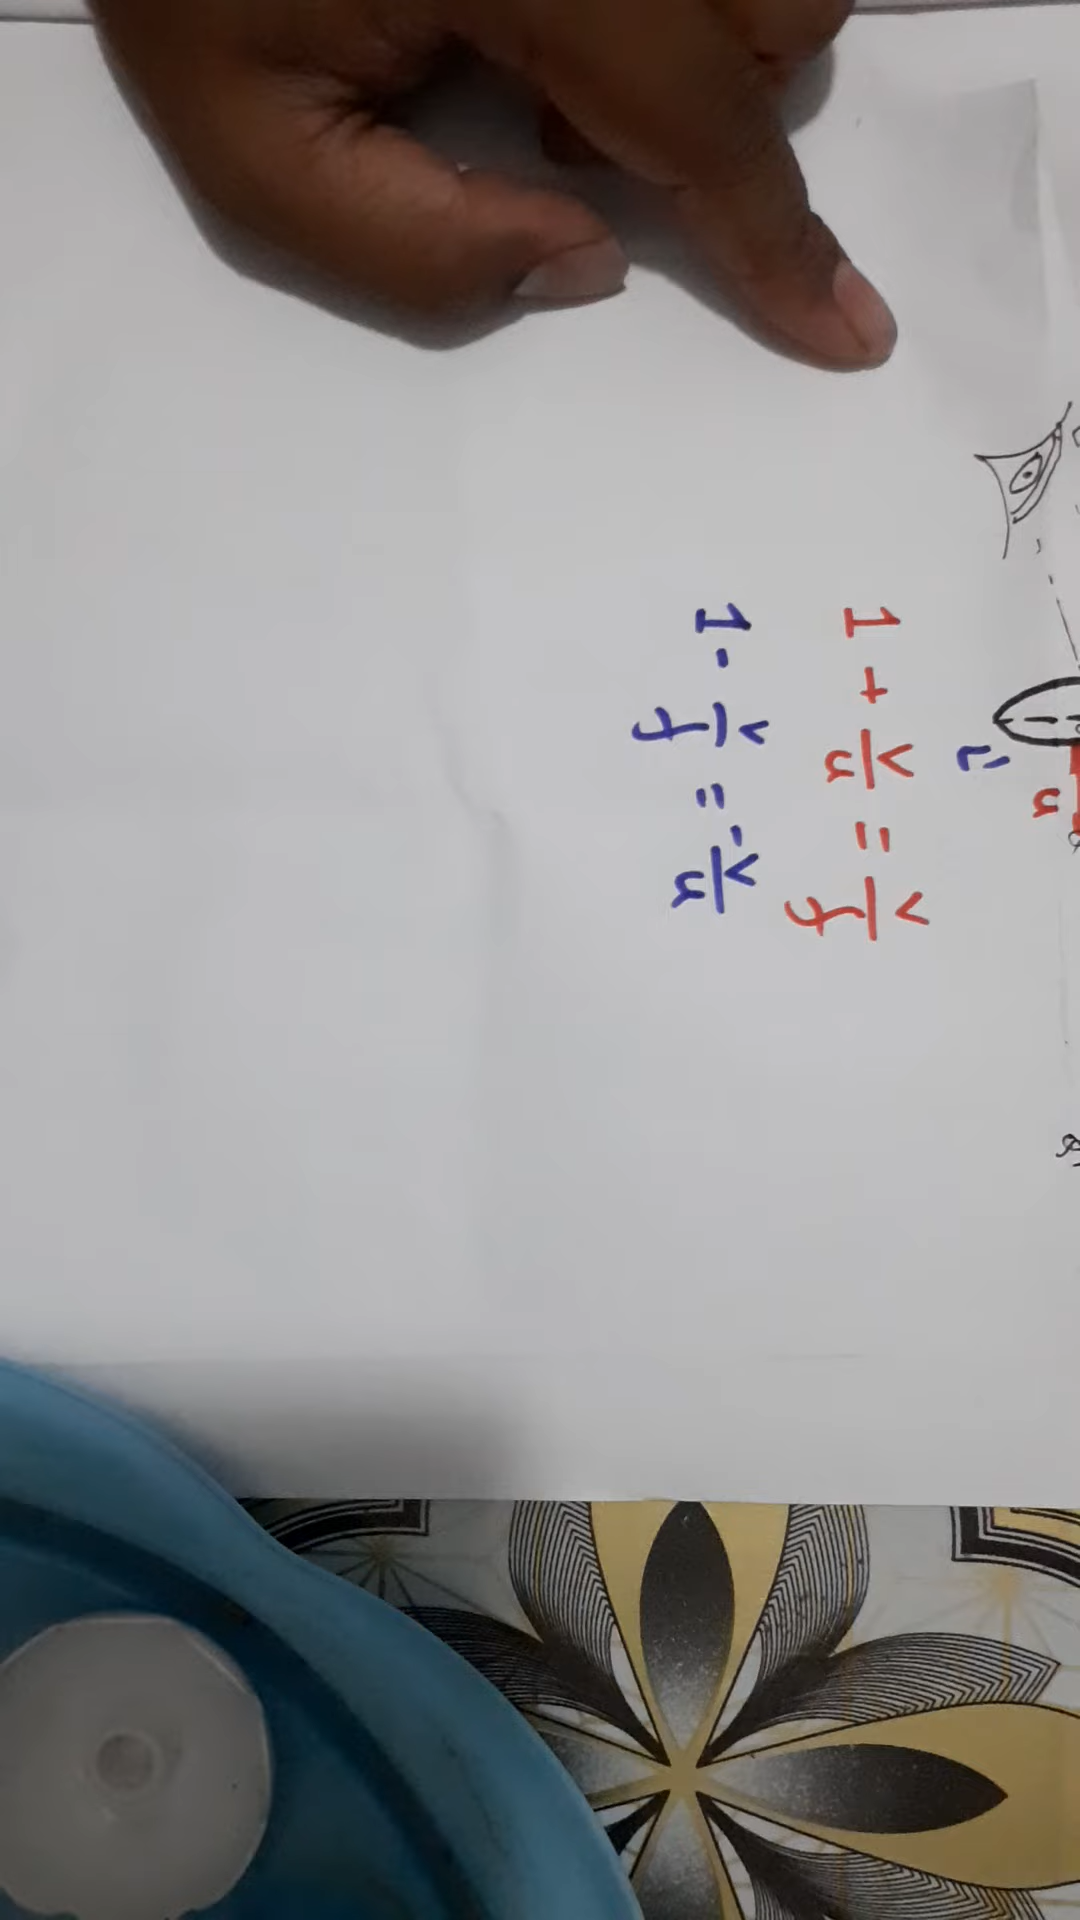 L'
u
1 + v/u = v/f
1 - v/f = -v/u